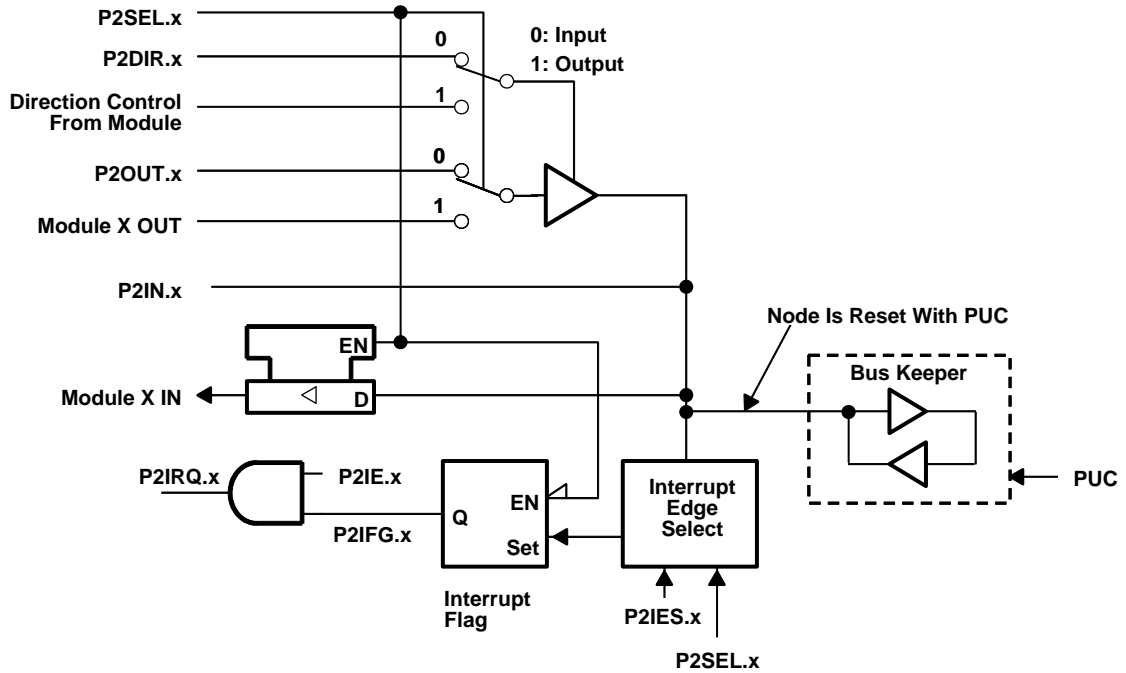 P2SEL.x
0
0: Input
1: Output
P2DIR.x
1
Direction Control
From Module
0
P2OUT.x
1
Module X OUT
P2IN.x
Node Is Reset With PUC
EN
Bus Keeper
Module X IN
D
P2IRQ.x
P2IE.x
Interrupt
Edge
Select
PUC
EN
Q
P2IFG.x
Set
Interrupt
Flag
P2IES.x
P2SEL.x